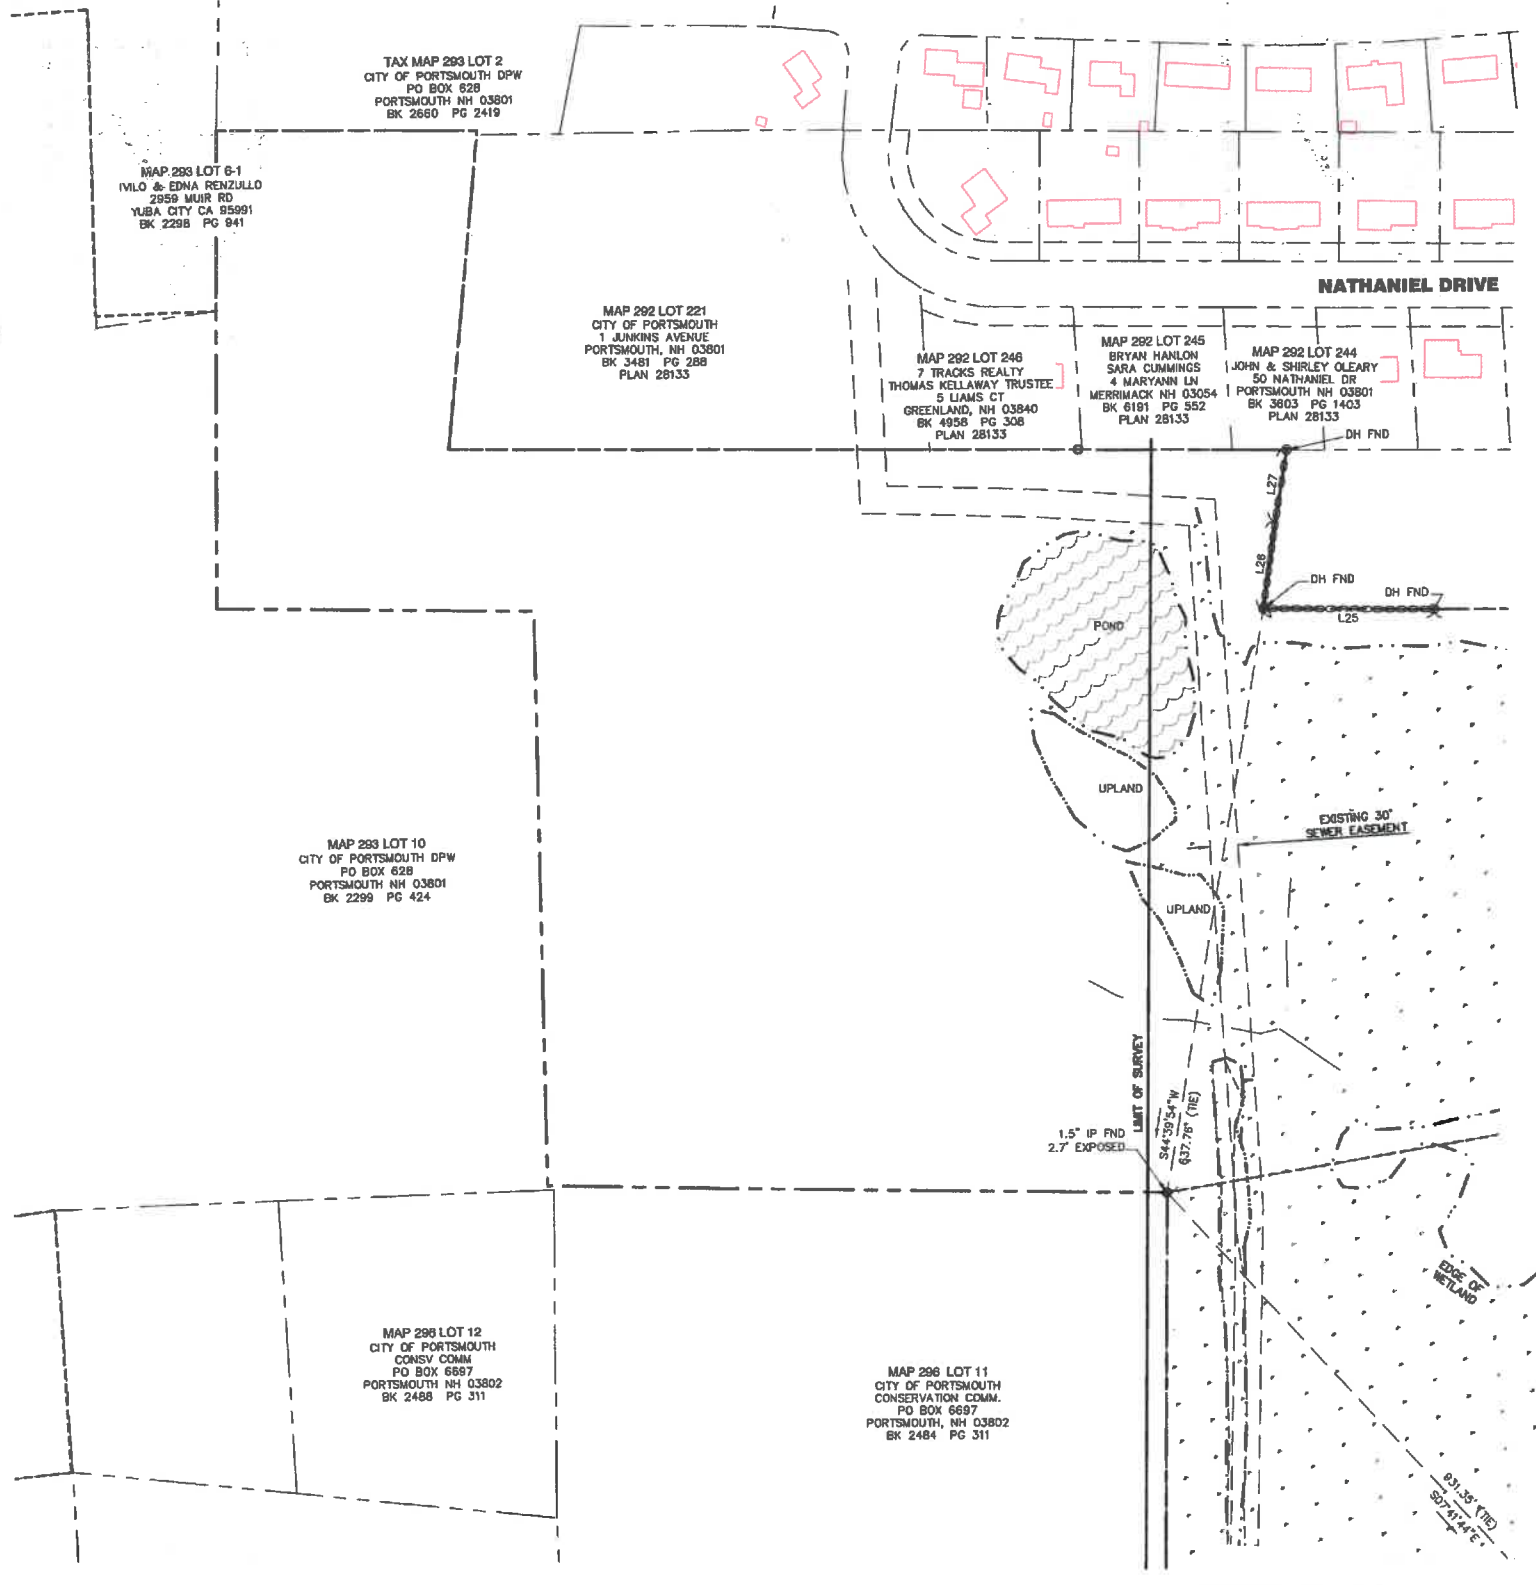 TAX MAP 293 LOT 2
CITY OF PORTSMOUTH DPW
PO BOX 628
PORTSMOUTH NH 03801
BK 2660 PG 2419
MAP 293 LOT 6-1
IVILO & EDNA RENZULLO
2959 MUIR RD
YUBA CITY CA 95991
BK 2298 PG 941
NATHANIEL DRIVE
MAP 292 LOT 221
CITY OF PORTSMOUTH
1 JUNKINS AVENUE
PORTSMOUTH, NH 03801
BK 3481 PG 288
PLAN 28133
MAP 292 LOT 246
7 TRACKS REALTY
THOMAS KELLAWAY TRUSTEE
5 LIAMS CT
GREENLAND, NH 03840
BK 4958 PG 308
PLAN 28133
MAP 292 LOT 245
BRYAN HANLON
SARA CUMMINGS
4 MARYANN LN
MERRIMACK NH 03054
BK 6191 PG 552
PLAN 28133
MAP 292 LOT 244
JOHN & SHIRLEY OLEARY
50 NATHANIEL DR
PORTSMOUTH NH 03801
BK 3603 PG 1403
PLAN 28133
DH FND
L27
L26
DH FND
DH FND
L25
POND
UPLAND
EXISTING 30'
SEWER EASEMENT
UPLAND
MAP 293 LOT 10
CITY OF PORTSMOUTH DPW
PO BOX 628
PORTSMOUTH NH 03801
BK 2299 PG 424
LIMIT OF SURVEY
S44°39'54"W
637.76' (TIE)
1.5" IP FND
2.7' EXPOSED
EDGE OF
WETLAND
MAP 296 LOT 12
CITY OF PORTSMOUTH
CONSV COMM
PO BOX 6697
PORTSMOUTH NH 03802
BK 2488 PG 311
MAP 296 LOT 11
CITY OF PORTSMOUTH
CONSERVATION COMM.
PO BOX 6697
PORTSMOUTH, NH 03802
BK 2484 PG 311
931.35' (TIE)
S07°41'44"E